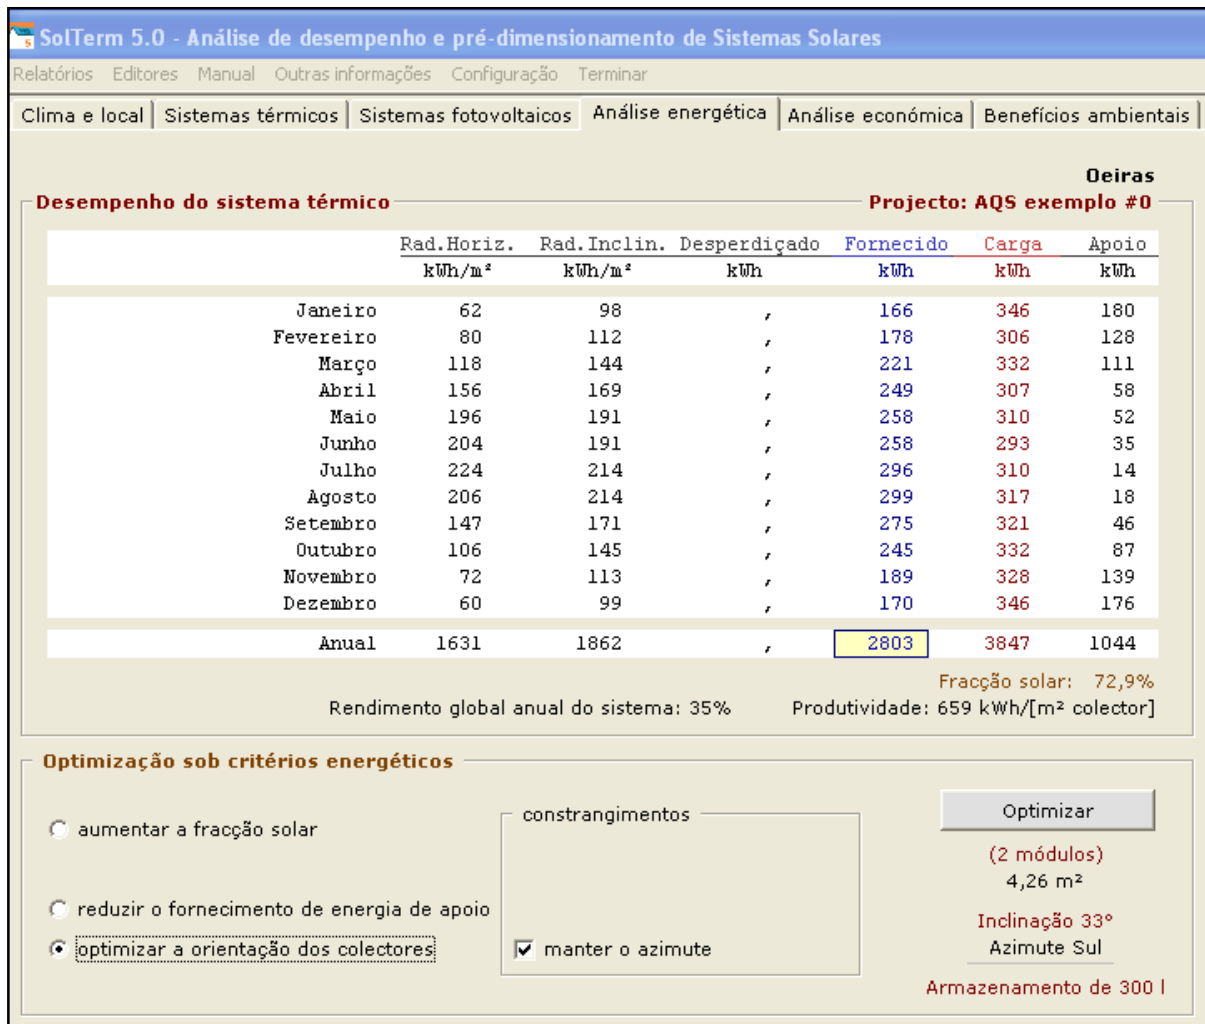 SolTerm 5.0 - Análise de desempenho e pré-dimensionamento de Sistemas Solares
Relatórios Editores Manual Outras informações Configuração Terminar
Clima e local Sistemas térmicos Sistemas fotovoltaicos Análise energética Análise económica Benefícios ambientais
Oeiras
Desempenho do sistema térmico Projecto: AQS exemplo #0
Rad.Horiz. Rad.Inclin. Desperdiçado Fornecido Carga Apoio
kWh/m² kWh/m² kWh kWh kWh kWh
Janeiro 62 98 , 166 346 180
Fevereiro 80 112 , 178 306 128
Março 118 144 , 221 332 111
Abril 156 169 , 249 307 58
Maio 196 191 , 258 310 52
Junho 204 191 , 258 293 35
Julho 224 214 , 296 310 14
Agosto 206 214 , 299 317 18
Setembro 147 171 , 275 321 46
Outubro 106 145 , 245 332 87
Novembro 72 113 , 189 328 139
Dezembro 60 99 , 170 346 176
Anual 1631 1862 , 2803 3847 1044
Fracção solar: 72,9%
Rendimento global anual do sistema: 35% Produtividade: 659 kWh/[m² colector]
Optimização sob critérios energéticos
aumentar a fracção solar
reduzir o fornecimento de energia de apoio
optimizar a orientação dos colectores
constrangimentos
manter o azimute
Optimizar
(2 módulos)
4,26 m²
Inclinação 33°
Azimute Sul
Armazenamento de 300 l